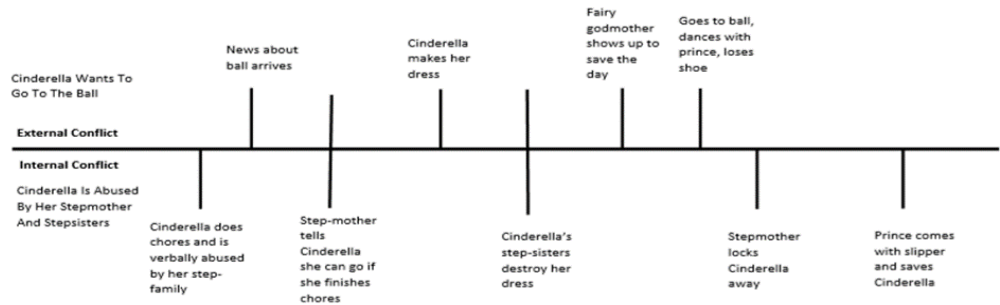 Cinderella Wants To
Go To The Ball
News about
ball arrives
Cinderella
makes her
dress
Fairy
godmother
shows up to
save the
day
Goes to ball,
dances with
prince, loses
shoe
External Conflict
Internal Conflict
Cinderella Is Abused
By Her Stepmother
And Stepsisters
Cinderella does
chores and is
verbally abused
by her step-
family
Step-mother
tells
Cinderella
she can go if
she finishes
chores
Cinderella's
step-sisters
destroy her
dress
Stepmother
locks
Cinderella
away
Prince comes
with slipper
and saves
Cinderella